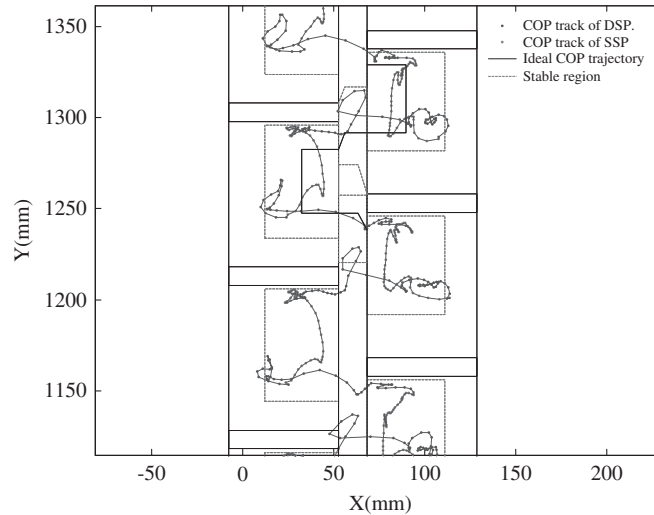 1350
1300
1250
1200
1150
Y(mm)
-50
0
50
100
150
200
X(mm)
COP track of DSP.
COP track of SSP
Ideal COP trajectory
Stable region